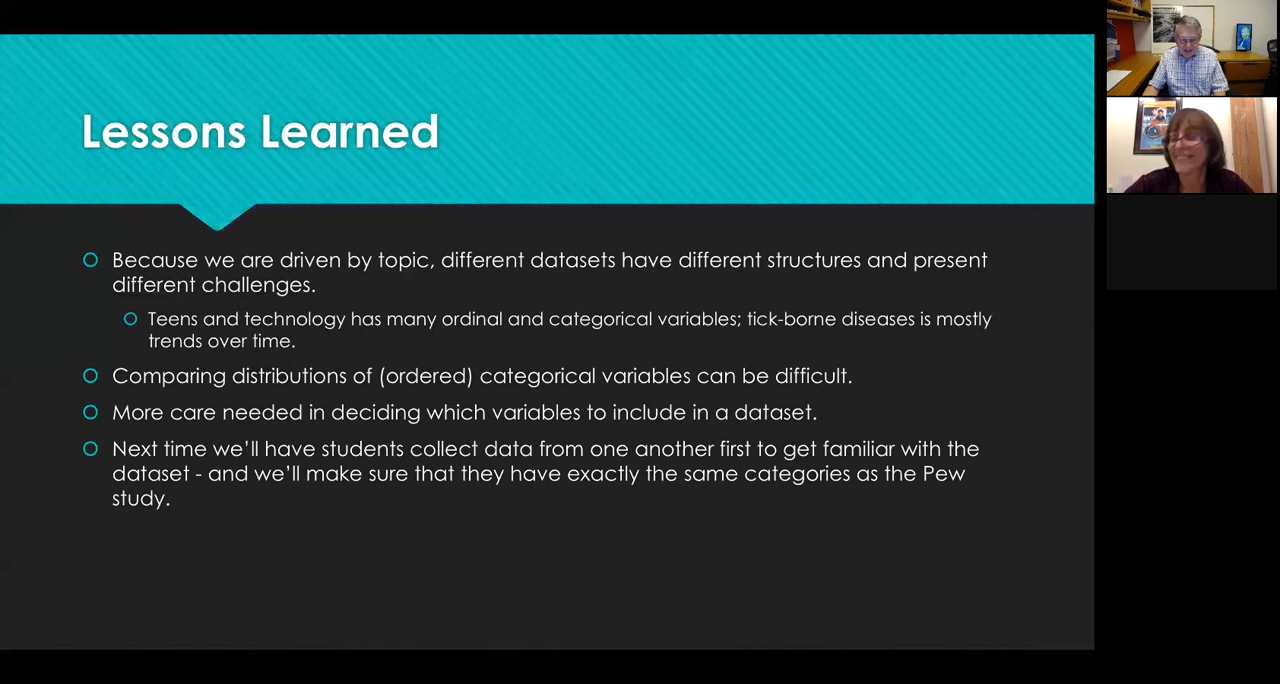 Lessons Learned
Because we are driven by topic, different datasets have different structures and present
different challenges.
Teens and technology has many ordinal and categorical variables; tick-borne diseases is mostly
trends over time.
Comparing distributions of (ordered) categorical variables can be difficult.
More care needed in deciding which variables to include in a dataset.
Next time we’ll have students collect data from one another first to get familiar with the
dataset - and we’ll make sure that they have exactly the same categories as the Pew
study.